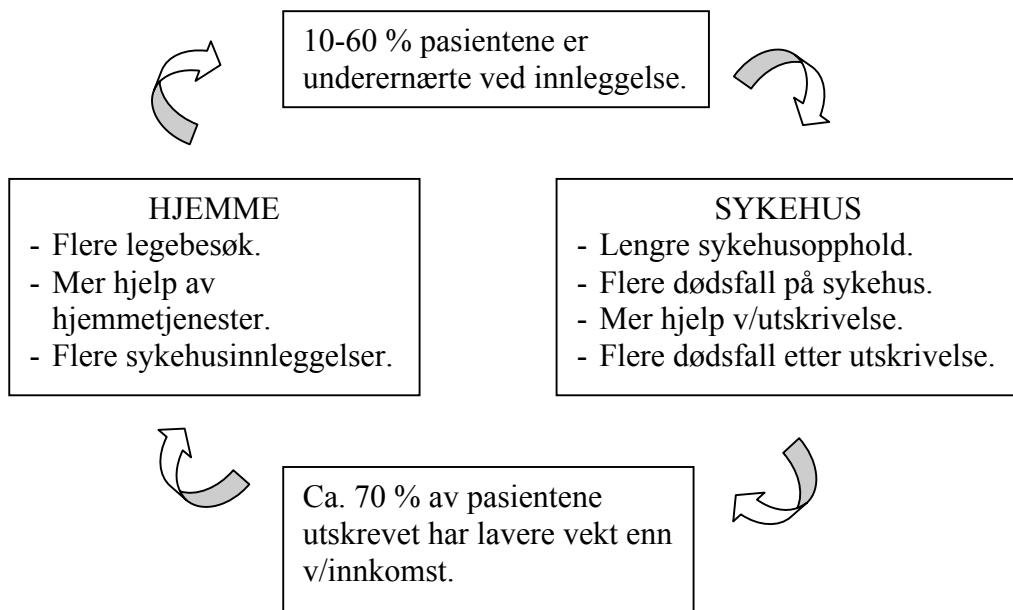 10-60 % pasientene er
underernærte ved innleggelse.
HJEMME
- Flere legebesøk.
- Mer hjelp av
hjemmetjenester.
- Flere sykehusinnleggelser.
SYKEHUS
- Lengre sykehusopphold.
- Flere dødsfall på sykehus.
- Mer hjelp v/utskrivelse.
- Flere dødsfall etter utskrivelse.
Ca. 70 % av pasientene
utskrevet har lavere vekt enn
v/innkomst.